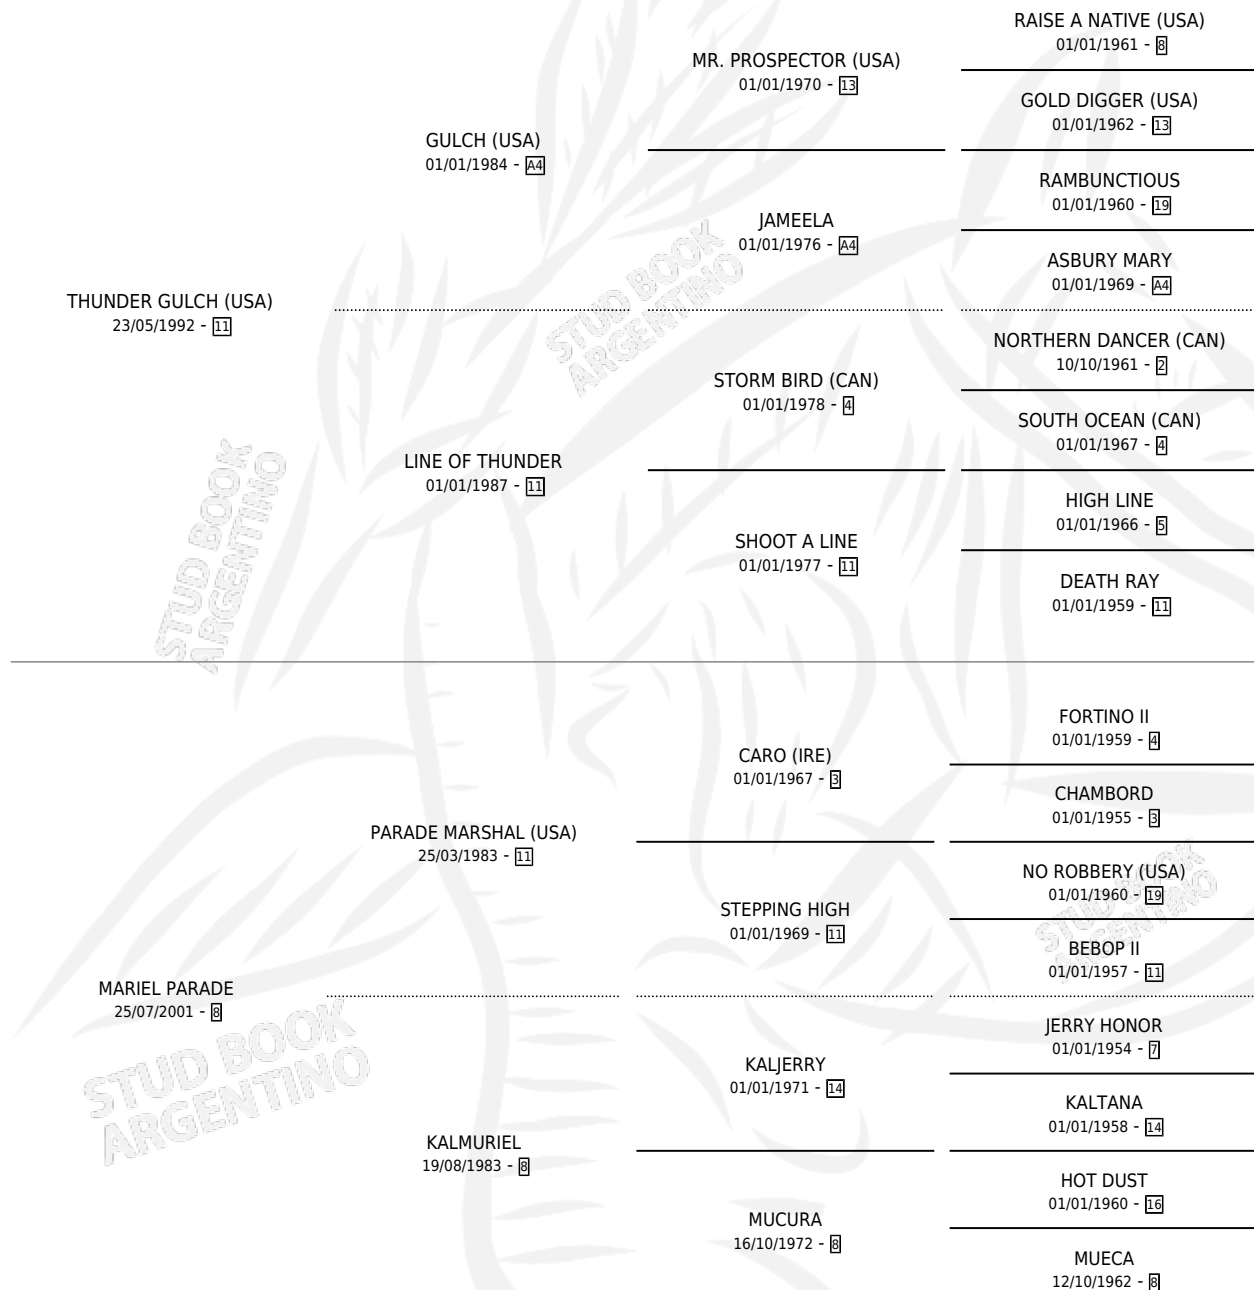 RAISE A NATIVE (USA)
01/01/1961 - 8
MR. PROSPECTOR (USA)
01/01/1970 - 13
GOLD DIGGER (USA)
01/01/1962 - 13
GULCH (USA)
01/01/1984 - A4
RAMBUNCTIOUS
01/01/1960 - 19
JAMEELA
01/01/1976 - A4
ASBURY MARY
01/01/1969 - A4
THUNDER GULCH (USA)
23/05/1992 - 11
NORTHERN DANCER (CAN)
10/10/1961 - 2
STORM BIRD (CAN)
01/01/1978 - 4
SOUTH OCEAN (CAN)
01/01/1967 - 4
LINE OF THUNDER
01/01/1987 - 11
HIGH LINE
01/01/1966 - 5
SHOOT A LINE
01/01/1977 - 11
DEATH RAY
01/01/1959 - 11
FORTINO II
01/01/1959 - 4
CARO (IRE)
01/01/1967 - 3
CHAMBORD
01/01/1955 - 3
PARADE MARSHAL (USA)
25/03/1983 - 11
NO ROBBERY (USA)
01/01/1960 - 19
STEPPING HIGH
01/01/1969 - 11
BEBOP II
01/01/1957 - 11
MARIEL PARADE
25/07/2001 - 8
JERRY HONOR
01/01/1954 - 7
KALJERRY
01/01/1971 - 14
KALTANA
01/01/1958 - 14
KALMURIEL
19/08/1983 - 8
HOT DUST
01/01/1960 - 16
MUCURA
16/10/1972 - 8
MUECA
12/10/1962 - 8
STUD BOOK
ARGENTINO
STUD BOOK
ARGENTINO
STUD BOOK
ARGENTINO
STUD BOOK
ARGENTINO